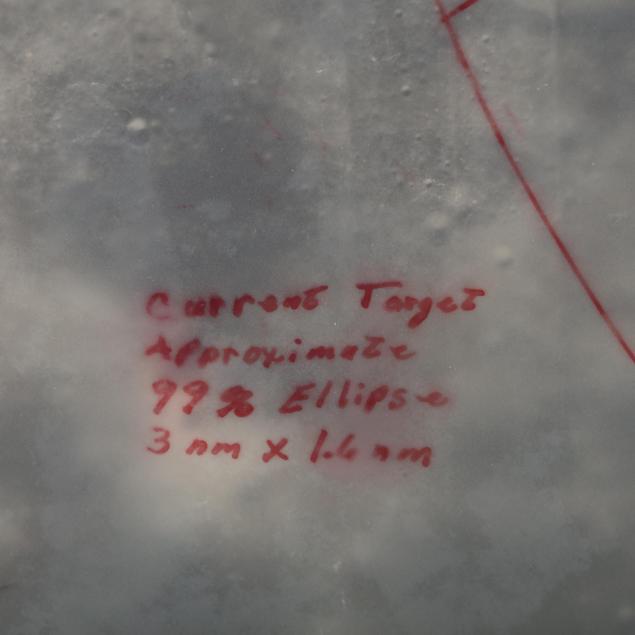 Current Target
Approximate
99% Ellipse
3 nm x 1.6 nm